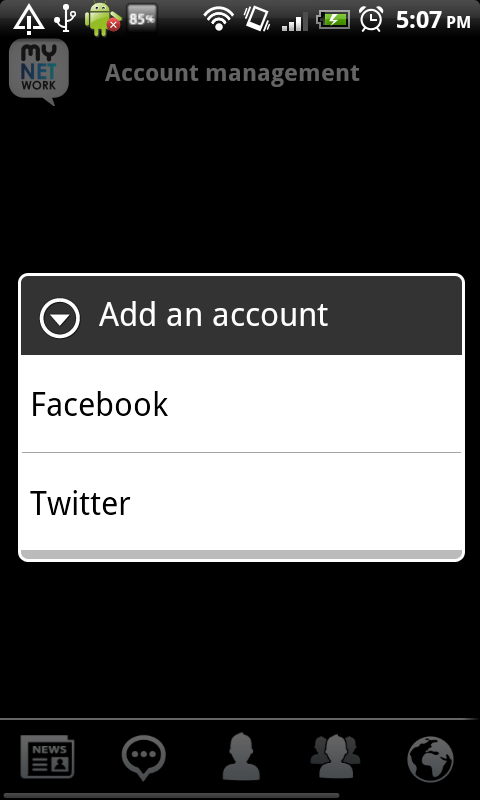 85%
5:07 PM
MY
NET
WORK
Account management
Add an account
Facebook
Twitter
NEWS